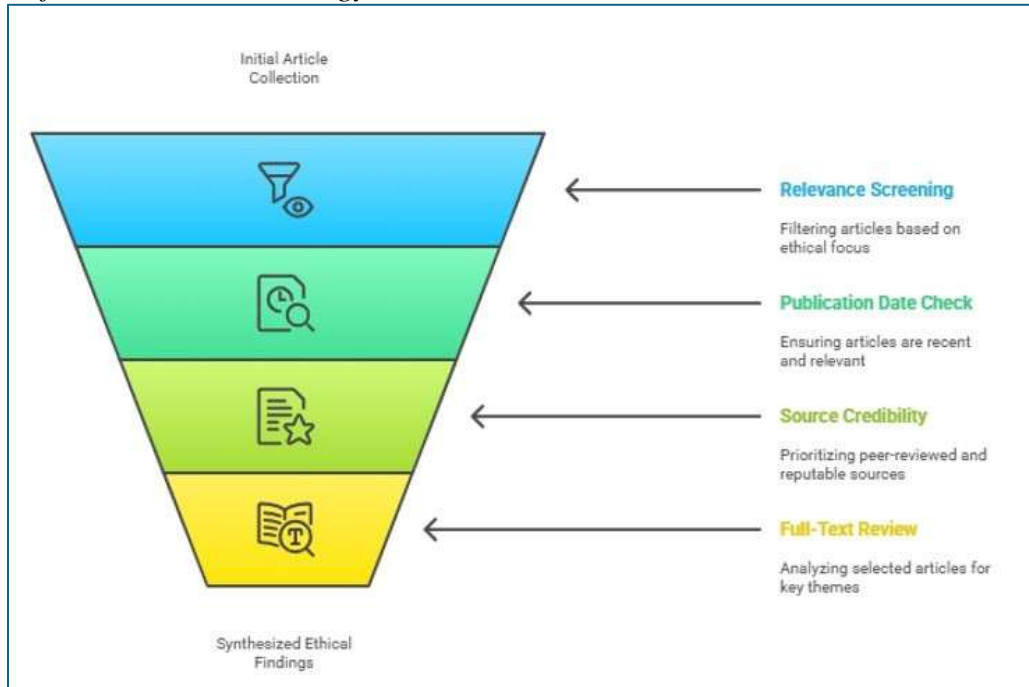 Initial Article
Collection
Relevance Screening
Filtering articles based on
ethical focus
Publication Date Check
Ensuring articles are recent
and relevant
Source Credibility
Prioritizing peer-reviewed and
reputable sources
T
Full-Text Review
Analyzing selected articles for
key themes
Synthesized Ethical
Findings